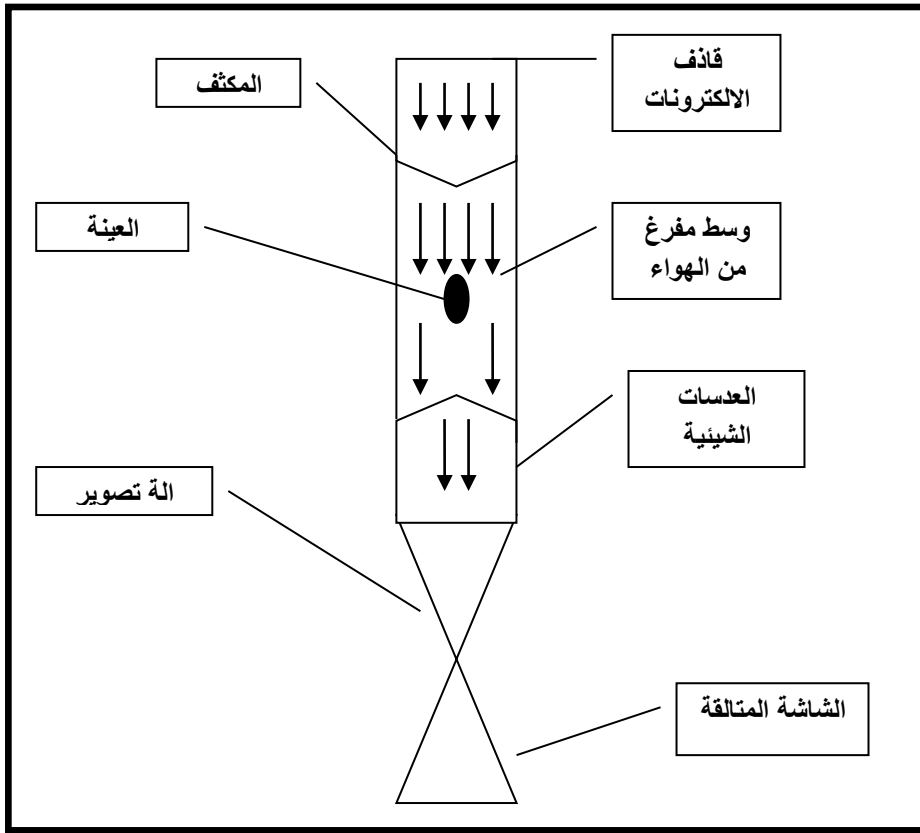 قاذف
الالكترونات
المكثف
وسط مفرغ
من الهواء
العينة
العدسات
الشيئية
الة تصوير
الشاشة المتالقة